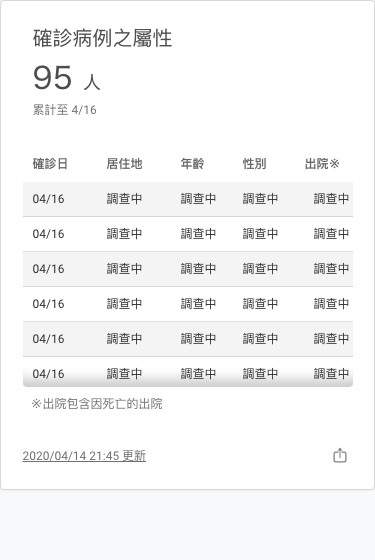 確診病例之屬性
95 人
累計至 4/16
確診日 居住地 年齡 性別 出院※
04/16 調查中 調查中 調查中 調查中
04/16 調查中 調查中 調查中 調查中
04/16 調查中 調查中 調查中 調查中
04/16 調查中 調查中 調查中 調查中
04/16 調查中 調查中 調查中 調查中
04/16 調查中 調查中 調查中 調查中
※出院包含因死亡的出院
2020/04/14 21:45 更新